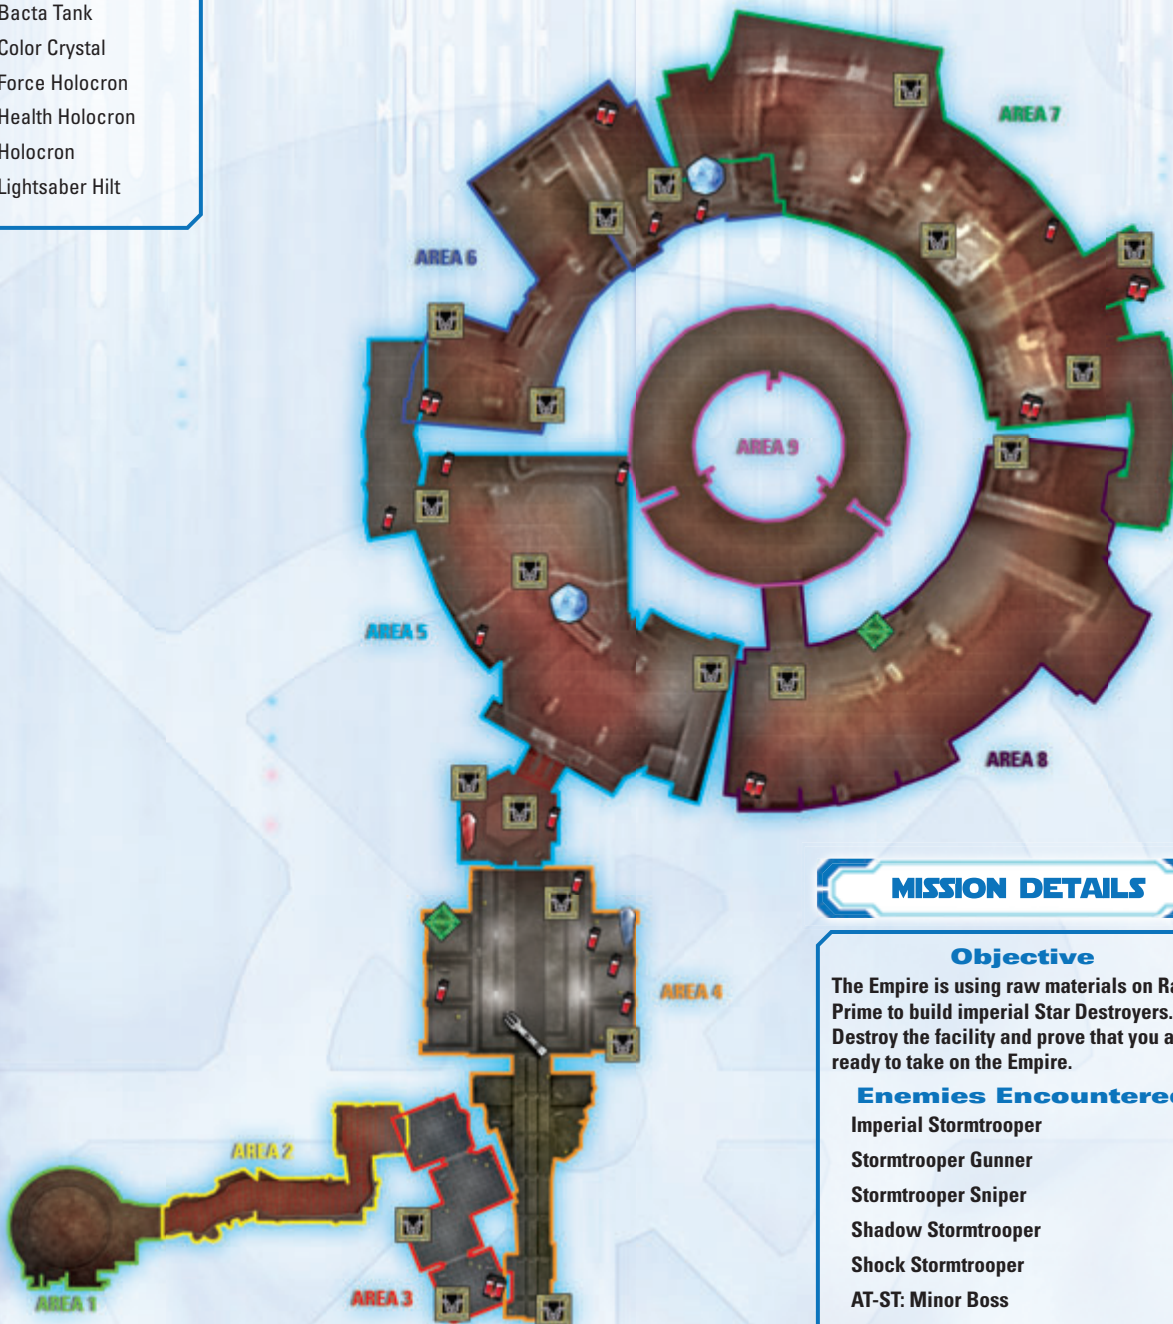 Bacta Tank
Color Crystal
Force Holocron
Health Holocron
Holocron
Lightsaber Hilt
AREA 7
AREA 6
AREA 9
AREA 5
AREA 8
MISSION DETAILS
Objective
The Empire is using raw materials on
Prime to build imperial Star Destroyers.
Destroy the facility and prove that you
ready to take on the Empire.
AREA 4
Enemies
Imperial Stormtrooper
Stormtrooper Gunner
AREA 2
Stormtrooper Sniper
Shadow Stormtrooper
Shock Stormtrooper
AREA 3
AT-ST: Minor Boss
AREA 1